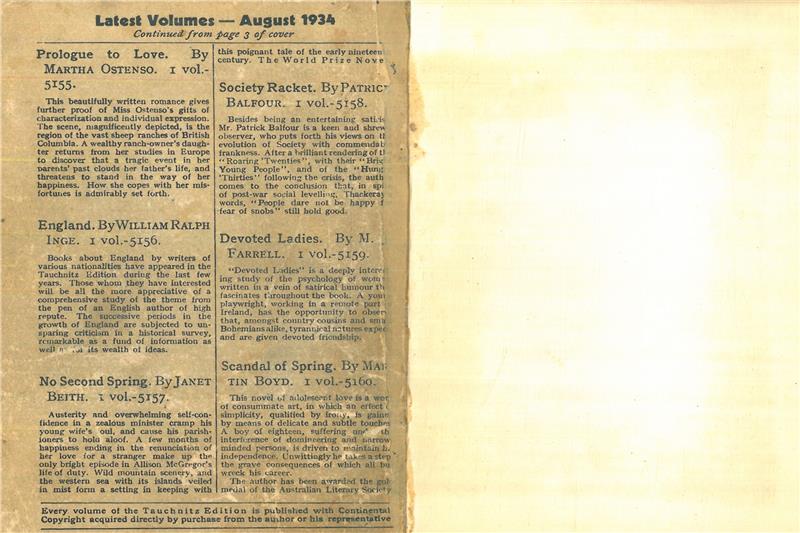 Latest Volumes — August 1934
Continued from page 3 of cover
Prologue to Love. By
MARTHA OSTENSO. 1 vol.-
5155.
This beautifully written romance gives
further proof of Miss Ostenso's gifts of
characterization and individual expression.
The scene, magnificently depicted, is the
region of the vast sheep ranches of British
Columbia. A wealthy ranch-owner's daugh-
ter returns from her studies in Europe
to discover that a tragic event in her
parents' past clouds her father's life, and
threatens to stand in the way of her
happiness. How she copes with her mis-
fortunes is admirably set forth.
England. By WILLIAM RALPH
INGE. 1 vol.-5156.
Books about England by writers of
various nationalities have appeared in the
Tauchnitz Edition during the last few
years. Those whom they have interested
will be all the more appreciative of a
comprehensive study of the theme from
the pen of an English author of high
repute. The successive periods in the
growth of England are subjected to un-
sparing criticism in a historical survey,
remarkable as a fund of information as
well as for its wealth of ideas.
No Second Spring. By JANET
BEITH. 1 vol.-5157.
Austerity and overwhelming self-con-
fidence in a zealous minister cramp his
young wife's soul, and cause his parish-
ioners to hold aloof. A few months of
happiness ending in the renunciation of
her love for a stranger make up the
only bright episode in Allison McGregor's
life of duty. Wild mountain scenery, and
the western sea with its islands veiled
in mist form a setting in keeping with
this poignant tale of the early nineteen
century. The World Prize Nove
Society Racket. By PATRIC
BALFOUR. 1 vol.-5158.
Besides being an entertaining satiris
Mr. Patrick Balfour is a keen and shrew
observer, who puts forth his views on th
evolution of Society with commendab
frankness. After a brilliant rendering of th
"Roaring 'Twenties", with their "Brig
Young People", and of the "Hung
'Thirties" following the crisis, the auth
comes to the conclusion that, in spi
of post-war social levelling, Thackeray
words, "People dare not be happy f
fear of snobs" still hold good.
Devoted Ladies. By M. J
FARRELL. 1 vol.-5159.
"Devoted Ladies" is a deeply interes
ing study of the psychology of wom
written in a vein of satirical humour th
fascinates throughout the book. A youn
playwright, working in a remote part
Ireland, has the opportunity to obser
that, amongst country cousins and sma
Bohemians alike, tyrannical natures expec
and are given devoted friendship.
Scandal of Spring. By MAR
TIN BOYD. 1 vol.-5160.
This novel of adolescent love is a wor
of consummate art, in which an effect o
simplicity, qualified by irony, is gaine
by means of delicate and subtle touches
A boy of eighteen, suffering under th
interference of domineering and narrow
minded persons, is driven to maintain h
independence. Unwittingly he takes a step
the grave consequences of which all bu
wreck his career.
The author has been awarded the gol
medal of the Australian Literary Society
Every volume of the Tauchnitz Edition is published with Continental
Copyright acquired directly by purchase from the author or his representative